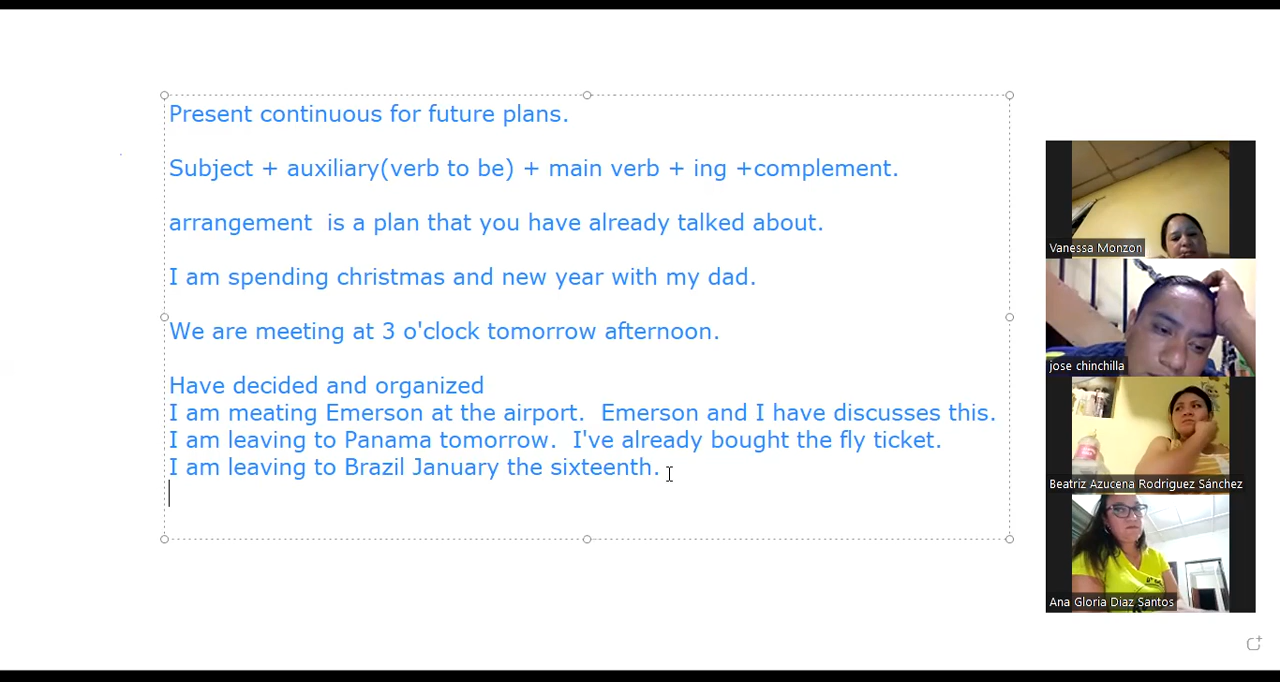 Present continuous for future plans.
Subject + auxiliary(verb to be) + main verb + ing +complement.
arrangement  is a plan that you have already talked about.
I am spending christmas and new year with my dad.
We are meeting at 3 o'clock tomorrow afternoon.
Have decided and organized
I am meating Emerson at the airport.  Emerson and I have discusses this.
I am leaving to Panama tomorrow.  I've already bought the fly ticket.
I am leaving to Brazil January the sixteenth.
Vanessa Monzon
jose chinchilla
Beatriz Azucena Rodriguez Sánchez
Ana Gloria Diaz Santos